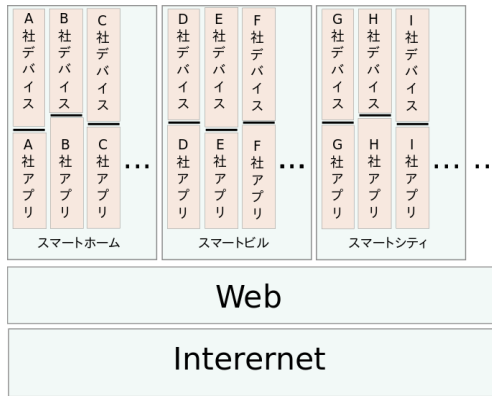 A社デバイス
B社デバイス
C社デバイス
A社アプリ
B社アプリ
C社アプリ
...
スマートホーム
D社デバイス
E社デバイス
F社デバイス
D社アプリ
E社アプリ
F社アプリ
...
スマートビル
G社デバイス
H社デバイス
I社デバイス
G社アプリ
H社アプリ
I社アプリ
...
スマートシティ
Web
Interernet